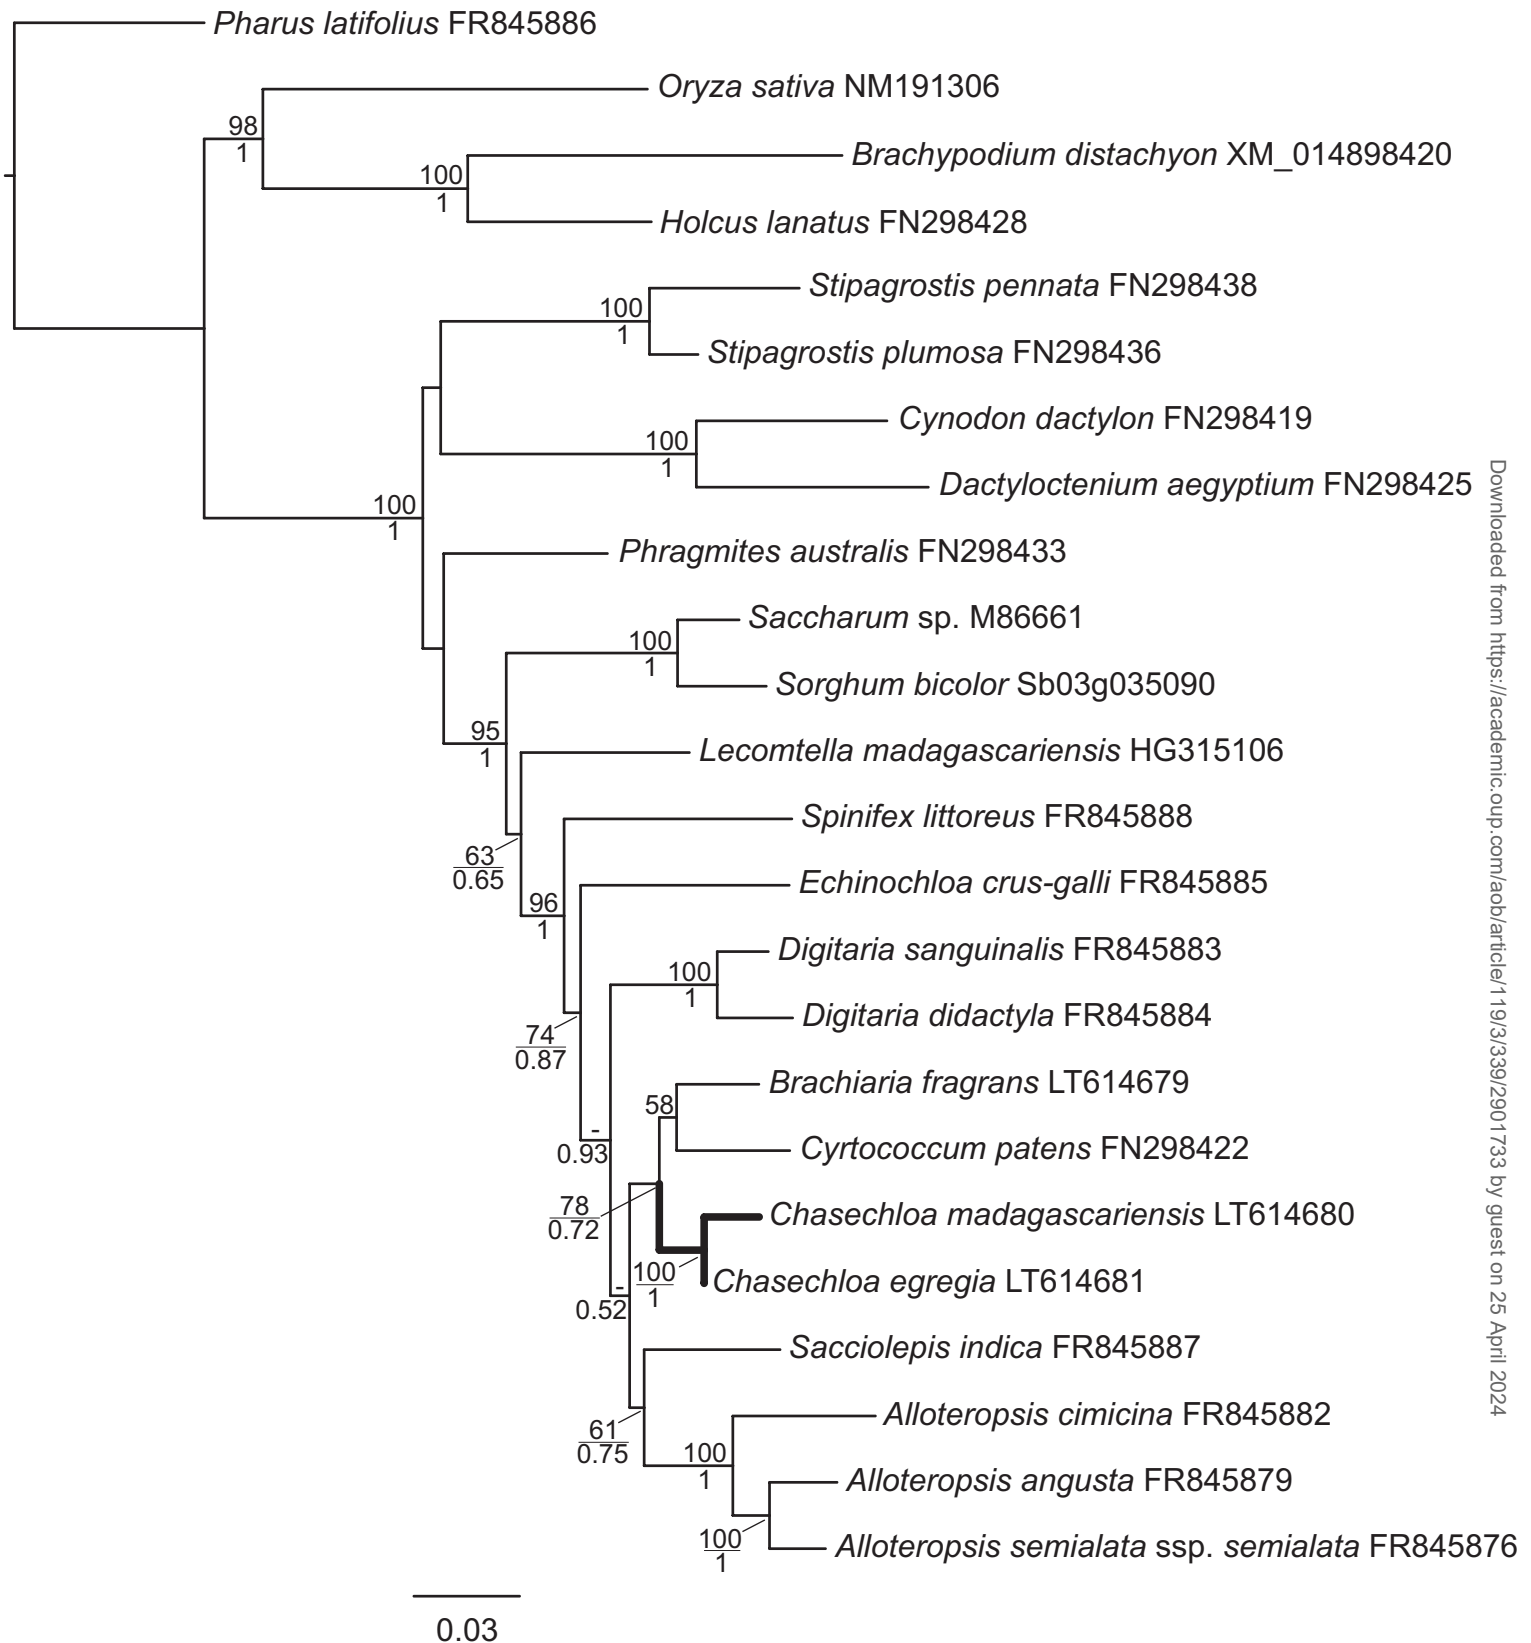 Pharus latifolius FR845886
Oryza sativa NM191306
98
1
Brachypodium distachyon XM_014898420
100
1
Holcus lanatus FN298428
Stipagrostis pennata FN298438
100
1
Stipagrostis plumosa FN298436
Cynodon dactylon FN298419
100
1
Dactyloctenium aegyptium FN298425
100
1
Phragmites australis FN298433
Saccharum sp. M86661
100
1
Sorghum bicolor Sb03g035090
95
1
Lecomtella madagascariensis HG315106
Spinifex littoreus FR845888
63
0.65
Echinochloa crus-galli FR845885
96
1
Digitaria sanguinalis FR845883
100
1
Digitaria didactyla FR845884
74
0.87
Brachiaria fragrans LT614679
58
-
0.93
Cyrtococcum patens FN298422
78
0.72
Chasechloa madagascariensis LT614680
100
1
Chasechloa egregia LT614681
-
0.52
Sacciolepis indica FR845887
Alloteropsis cimicina FR845882
61
0.75
100
1
Alloteropsis angusta FR845879
100
1
Alloteropsis semialata ssp. semialata FR845876
0.03
Downloaded from https://academic.oup.com/aob/article/119/3/339/2901733 by guest on 25 April 2024